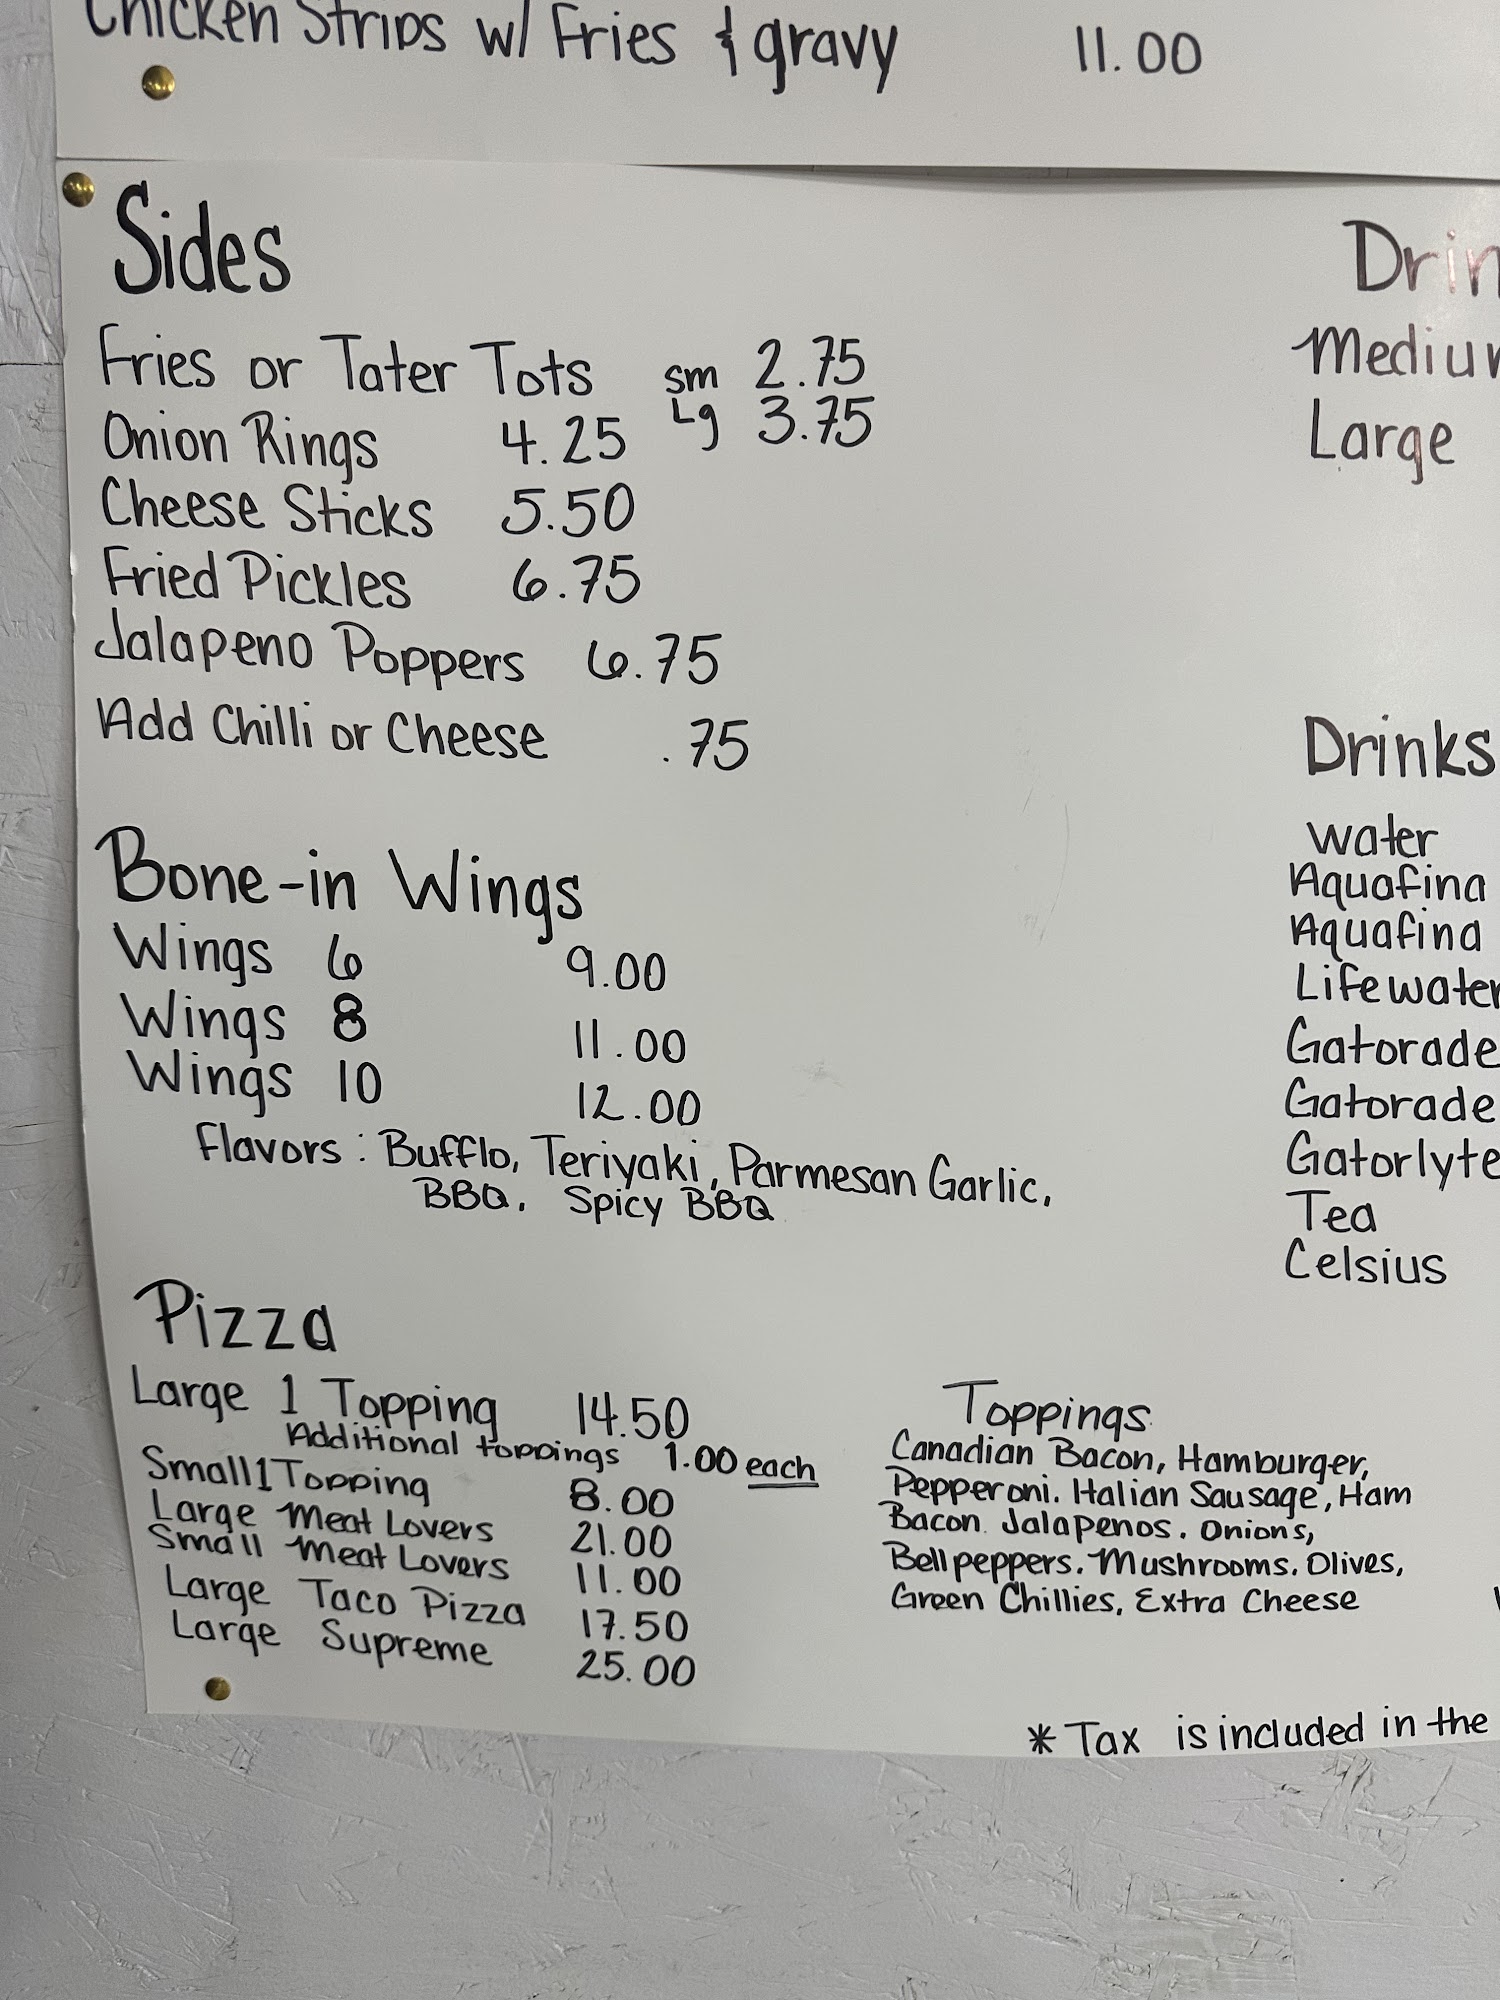 Chicken Strips w/ Fries & gravy 11.00
Sides
Fries or Tater Tots sm 2.75
Lg 3.75
Onion Rings 4.25
Cheese Sticks 5.50
Fried Pickles 6.75
Jalapeno Poppers 6.75
Add Chilli or Cheese .75
Bone-in Wings
Wings 6 9.00
Wings 8 11.00
Wings 10 12.00
Flavors: Bufflo, Teriyaki, Parmesan Garlic,
BBQ, Spicy BBQ
Pizza
Large 1 Topping 14.50
Additional toppings 1.00 each
Small 1 Topping 8.00
Large Meat Lovers 21.00
Small Meat Lovers 11.00
Large Taco Pizza 17.50
Large Supreme 25.00
Toppings
Canadian Bacon, Hamburger,
Pepperoni, Italian Sausage, Ham
Bacon, Jalapenos, Onions,
Bell peppers, Mushrooms, Olives,
Green Chillies, Extra Cheese
Large
Drinks
water
Aquafina
Aquafina
Lifewater
Gatorade
Gatorade
Gatorlyte
Tea
Celsius
* Tax is included in the